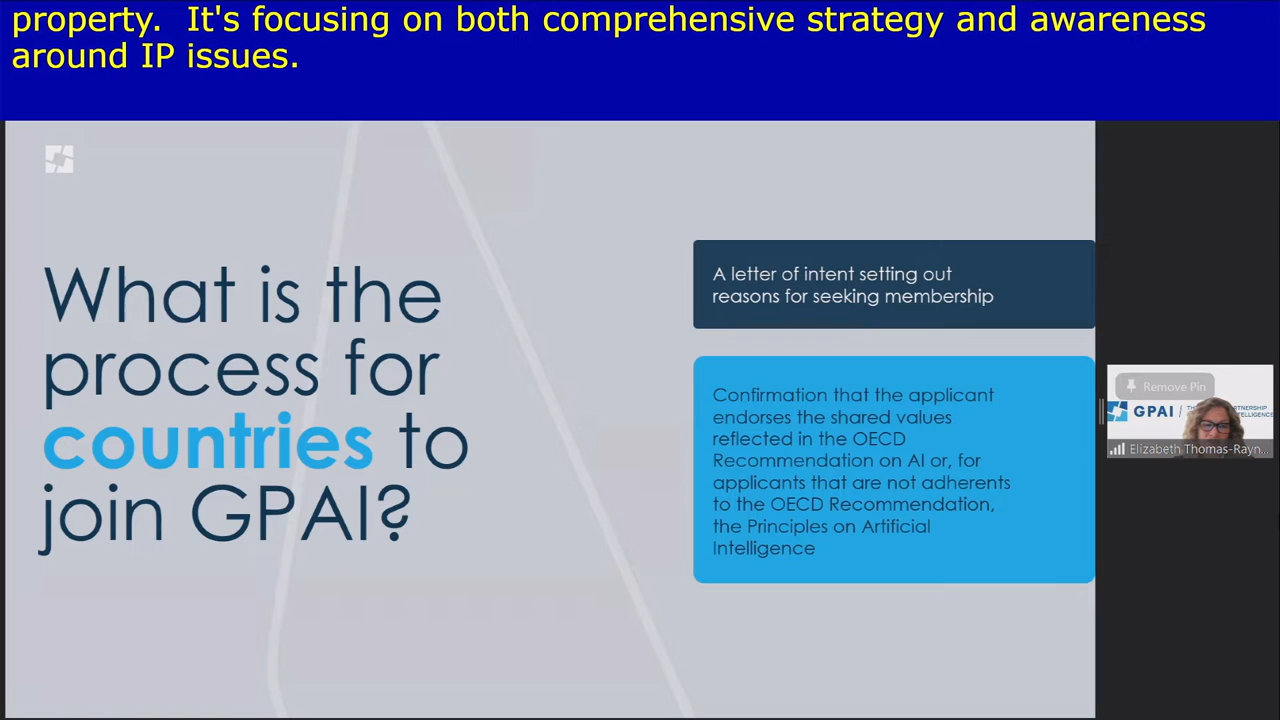 property.  It's focusing on both comprehensive strategy and awareness
around IP issues.
What is the
process for
countries to
join GPAI?
A letter of intent setting out
reasons for seeking membership
Confirmation that the applicant
endorses the shared values
reflected in the OECD
Recommendation on AI or, for
applicants that are not adherents
to the OECD Recommendation,
the Principles on Artificial
Intelligence
Remove Pin
GPAI /
Elizabeth Thomas-Rayn...